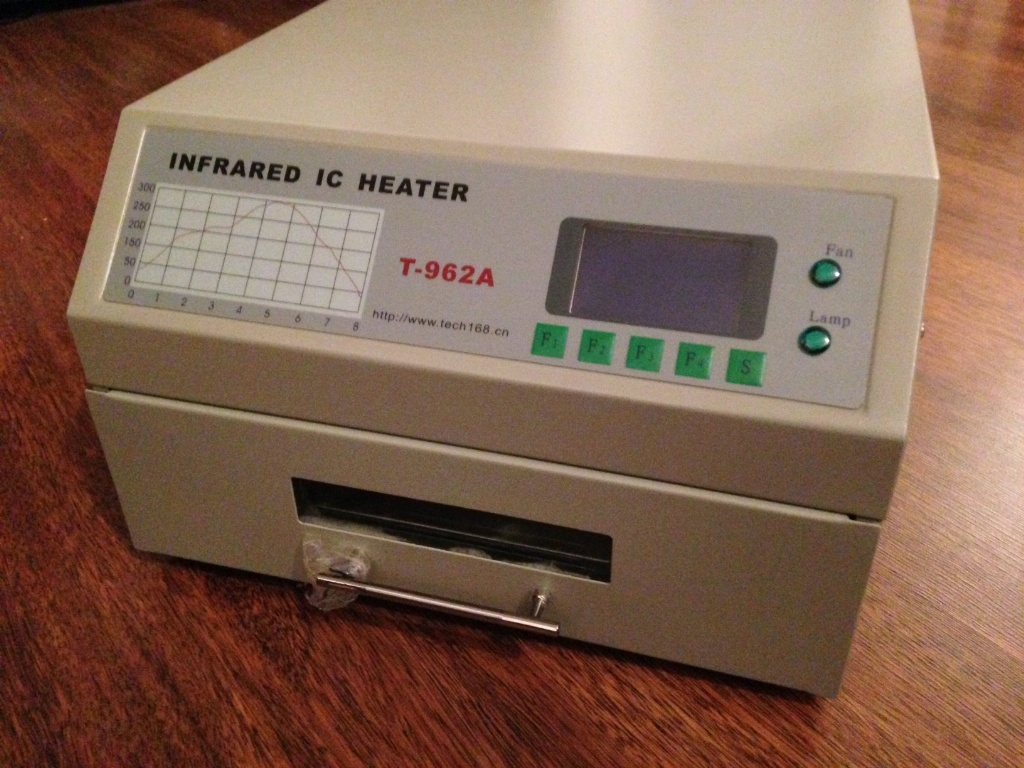 INFRARED IC HEATER
300
250
200
150
50
0
0 1 2 3 4 5 6 7 8
T-962A
http://www.tech168.cn
F1 F2 F3 F4 S
Fan
Lamp